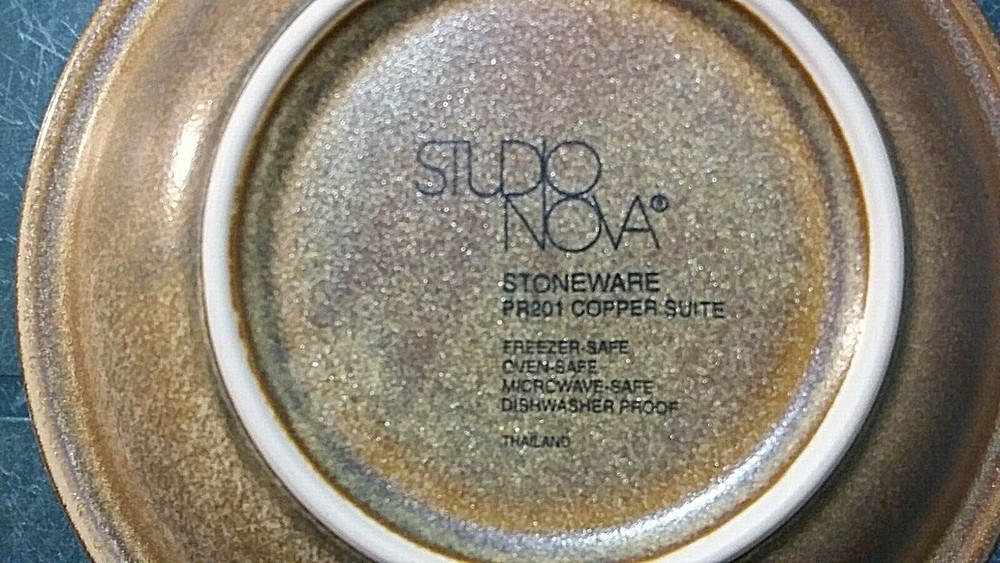 STUDIO
NOVA®
STONEWARE
PR201 COPPER SUITE
FREEZER-SAFE
OVEN-SAFE
MICROWAVE-SAFE
DISHWASHER PROOF
THAILAND